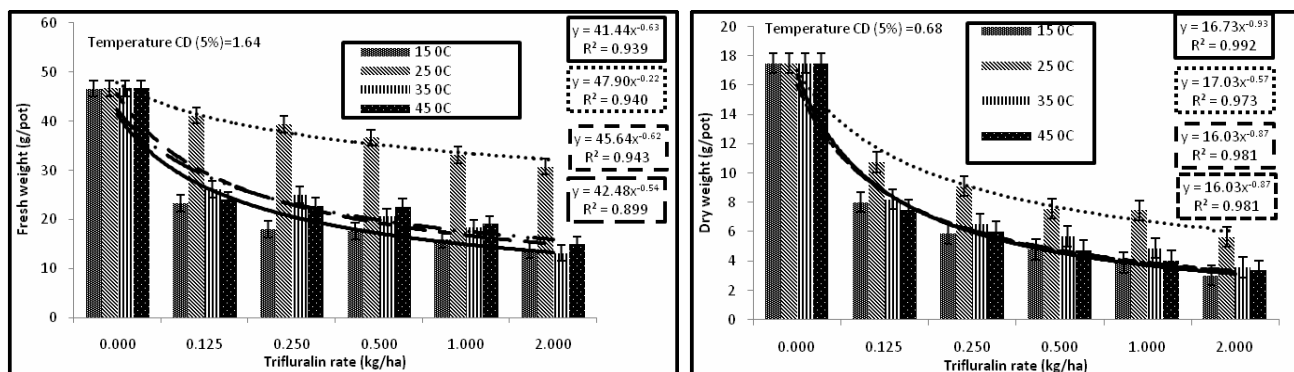 Temperature CD (5%)=1.64
15 0C
25 0C
35 0C
45 0C
y = 41.44x^-0.63
R² = 0.939
y = 47.90x^-0.22
R² = 0.940
y = 45.64x^-0.62
R² = 0.943
y = 42.48x^-0.54
R² = 0.899
Fresh weight (g/pot)
60
50
40
30
20
10
0
0.000 0.125 0.250 0.500 1.000 2.000
Trifluralin rate (kg/ha)
Temperature CD (5%)=0.68
15 0C
25 0C
35 0C
45 0C
y = 16.73x^-0.93
R² = 0.992
y = 17.03x^-0.57
R² = 0.973
y = 16.03x^-0.87
R² = 0.981
y = 16.03x^-0.87
R² = 0.981
Dry weight (g/pot)
20
18
16
14
12
10
8
6
4
2
0
0.000 0.125 0.250 0.500 1.000 2.000
Trifluralin rate (kg/ha)